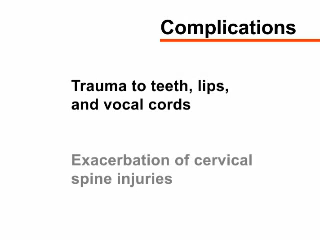 Complications
Trauma to teeth, lips,
and vocal cords
Exacerbation of cervical
spine injuries